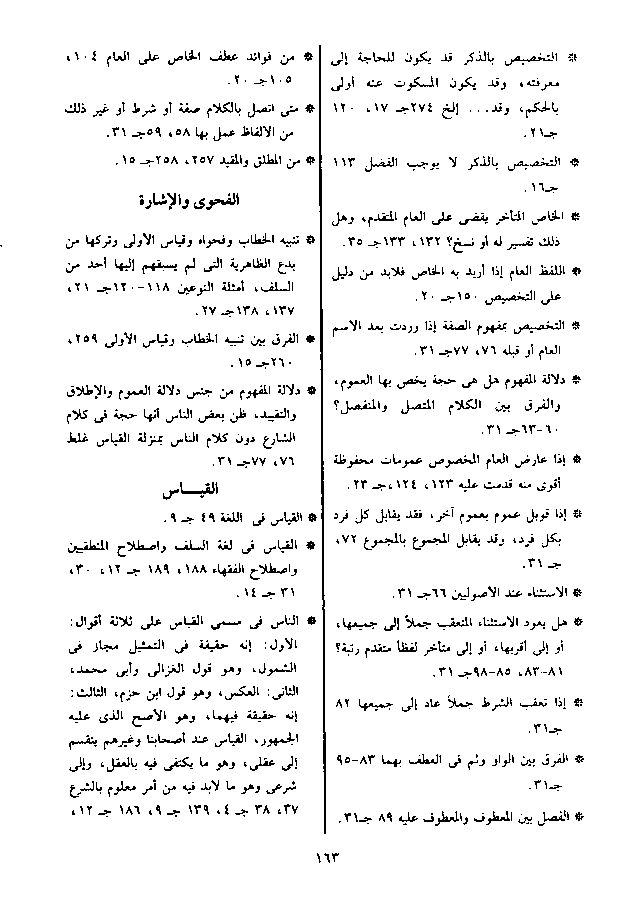 * التخصيص بالذكر قد يكون للحاجة إلى
معرفته، وقد يكون المسكوت عنه أولى
بالحكم، وقد... إلخ ٢٧٤جـ ١٧، ١٢٠
جـ٢١.
* التخصيص بالذكر لا يوجب الفضل ١١٣
جـ١٦.
* الخاص المتأخر يقضى على العام المتقدم، وهل
ذلك تفسير له أو نسخ؟ ١٣٢، ١٣٣جـ ٣٥.
* اللفظ العام إذا أريد به الخاص فلابد من دليل
على التخصيص ١٥٠جـ ٢٠.
* التخصيص بمفهوم الصفة إذا وردت بعد الاسم
العام أو قبله ٧٦، ٧٧جـ ٣١.
* دلالة المفهوم هل هى حجة يخص بها العموم،
والفرق بين الكلام المتصل والمنفصل؟
٦٠-٦٣جـ ٣١.
* إذا عارض العام المخصوص عمومات محفوظة
أقوى منه قدمت عليه ١٢٣، ١٢٤، جـ ٢٣.
* إذا قوبل عموم بعموم آخر، فقد يقابل كل فرد
بكل فرد، وقد يقابل المجموع بالمجموع ٧٢،
جـ ٣١.
* الاستثناء عند الأصوليين ٦٦جـ ٣١.
* هل يعود الاستثناء المتعقب جملاً إلى جميعها،
أو إلى أقربها، أو إلى متأخر لفظاً متقدم رتبة؟
٨١-٨٣، ٨٥-٩٨جـ ٣١.
* إذا تعقب الشرط جملاً عاد إلى جميعها ٨٢
جـ٣١.
* الفرق بين الواو وثم فى العطف بهما ٨٣-٩٥
جـ٣١.
* الفصل بين المعطوف والمعطوف عليه ٨٩ جـ٣١.
* من فوائد عطف الخاص على العام ١٠٤،
١٠٥جـ ٢٠.
* متى اتصل بالكلام صفة أو شرط أو غير ذلك
من الألفاظ عمل بها ٥٨، ٥٩جـ ٣١.
* من المطلق والمقيد ٢٥٧، ٢٥٨جـ ١٥.
الفحوى والإشارة
* تنبيه الخطاب وفحواه وقياس الأولى وتركها من
بدع الظاهرية التى لم يسبقهم إليها أحد من
السلف، أمثلة النوعين ١١٨-١٢٠جـ ٢١،
١٣٧، ١٣٨جـ ٢٧.
* الفرق بين تنبيه الخطاب وقياس الأولى ٢٥٩،
٢٦٠جـ ١٥.
* دلالة المفهوم من جنس دلالة العموم والإطلاق
والتقييد، ظن بعض الناس أنها حجة فى كلام
الشارع دون كلام الناس بمنزلة القياس غلط
٧٦، ٧٧جـ ٣١.
القيـــاس
* القياس فى اللغة ٤٩ جـ ٩.
* القياس فى لغة السلف واصطلاح المنطقيين
واصطلاح الفقهاء ١٨٨، ١٨٩ جـ ١٢، ٣٠،
٣١ جـ ١٤.
* الناس فى مسمى القياس على ثلاثة أقوال:
الأول: إنه حقيقة فى التمثيل مجاز فى
الشمول، وهو قول الغزالى وأبى محمد،
الثانى: العكس، وهو قول ابن حزم، الثالث:
إنه حقيقة فيهما، وهو الأصح الذى عليه
الجمهور، القياس عند أصحابنا وغيرهم ينقسم
إلى عقلى، وهو ما يكتفى فيه بالعقل، وإلى
شرعى وهو ما لابد فيه من أمر معلوم بالشرع
٣٧، ٣٨ جـ ٤، ١٣٩ جـ ٩، ١٨٦ جـ ١٢،
١٦٣